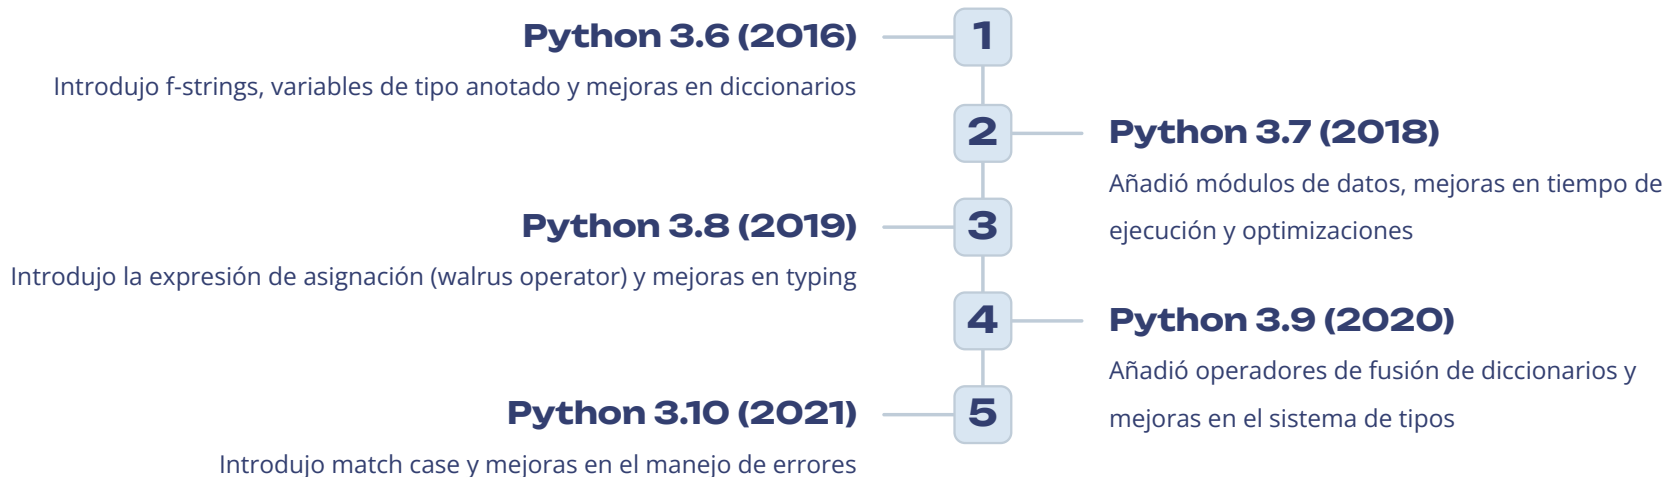 Python 3.6 (2016)
1
Introdujo f-strings, variables de tipo anotado y mejoras en diccionarios
2
Python 3.7 (2018)
Añadió módulos de datos, mejoras en tiempo de
ejecución y optimizaciones
Python 3.8 (2019)
3
Introdujo la expresión de asignación (walrus operator) y mejoras en typing
4
Python 3.9 (2020)
Añadió operadores de fusión de diccionarios y
mejoras en el sistema de tipos
Python 3.10 (2021)
5
Introdujo match case y mejoras en el manejo de errores